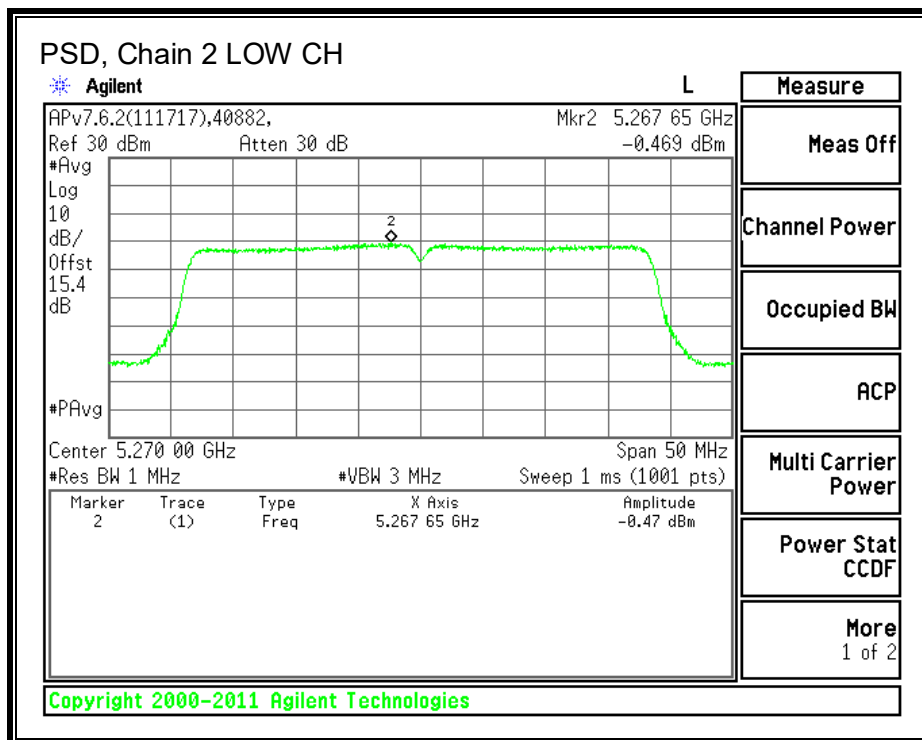 PSD, Chain 2 LOW CH
Agilent L
APv7.6.2(111717),40882, Mkr2 5.267 65 GHz
Ref 30 dBm Atten 30 dB -0.469 dBm
#Avg
Log
10
dB/
Offst
15.4
dB
#PAvg
2
Center 5.270 00 GHz Span 50 MHz
#Res BW 1 MHz #VBW 3 MHz Sweep 1 ms (1001 pts)
Marker Trace Type X Axis Amplitude
2 (1) Freq 5.267 65 GHz -0.47 dBm
Measure
Meas Off
Channel Power
Occupied BW
ACP
Multi Carrier
Power
Power Stat
CCDF
More
1 of 2
Copyright 2000-2011 Agilent Technologies